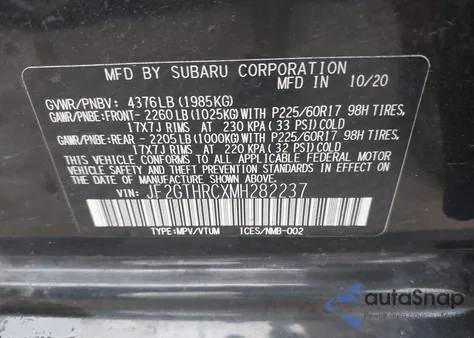 MFD BY SUBARU CORPORATION
MFD IN 10/20
GVWR/PNBV: 4376LB(1985KG)
GAWR/PNBE:FRONT- 2260LB(1025KG)WITH P225/60R17 98H TIRES,
17X7J RIMS AT 230 KPA(33 PSI)COLD
GAWR/PNBE:REAR - 2205LB(1000KG)WITH P225/60R17 98H TIRES,
17X7J RIMS AT 220 KPA(32 PSI)COLD
THIS VEHICLE CONFORMS TO ALL APPLICABLE FEDERAL MOTOR
VEHICLE SAFETY AND THEFT PREVENTION STANDARDS IN EFFECT
ON THE DATE OF MANUFACTURE SHOWN ABOVE.
VIN: JF2GTHRCXMH282237
TYPE:MPV/VTUM ICES/NMB-002
autoSnap